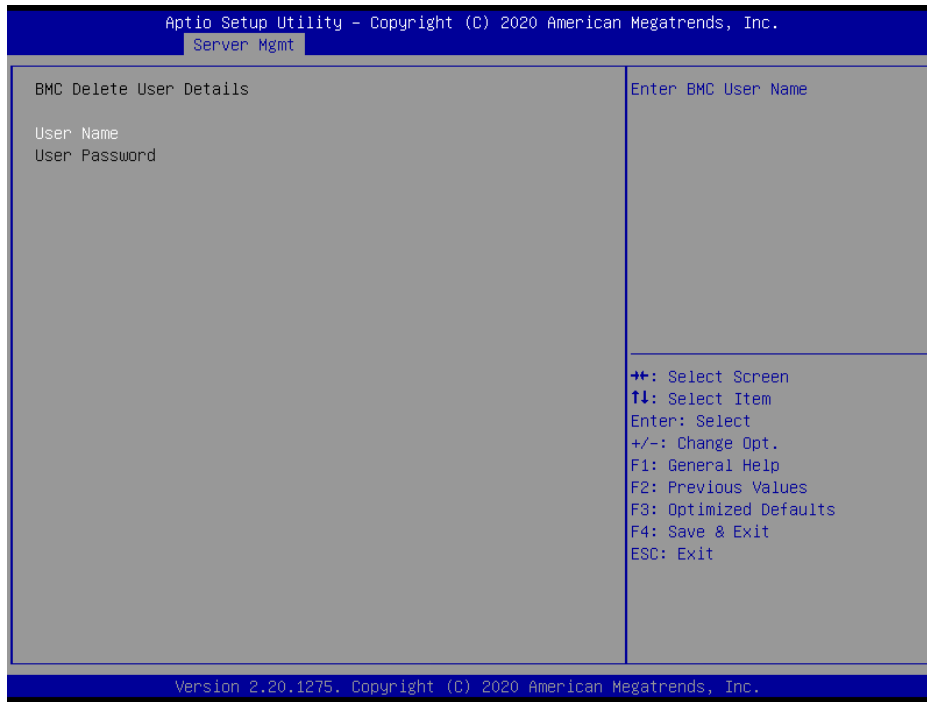 Aptio Setup Utility – Copyright (C) 2020 American Megatrends, Inc.
Server Mgmt
BMC Delete User Details
User Name
User Password
Enter BMC User Name
→←: Select Screen
↑↓: Select Item
Enter: Select
+/-: Change Opt.
F1: General Help
F2: Previous Values
F3: Optimized Defaults
F4: Save & Exit
ESC: Exit
Version 2.20.1275. Copyright (C) 2020 American Megatrends, Inc.